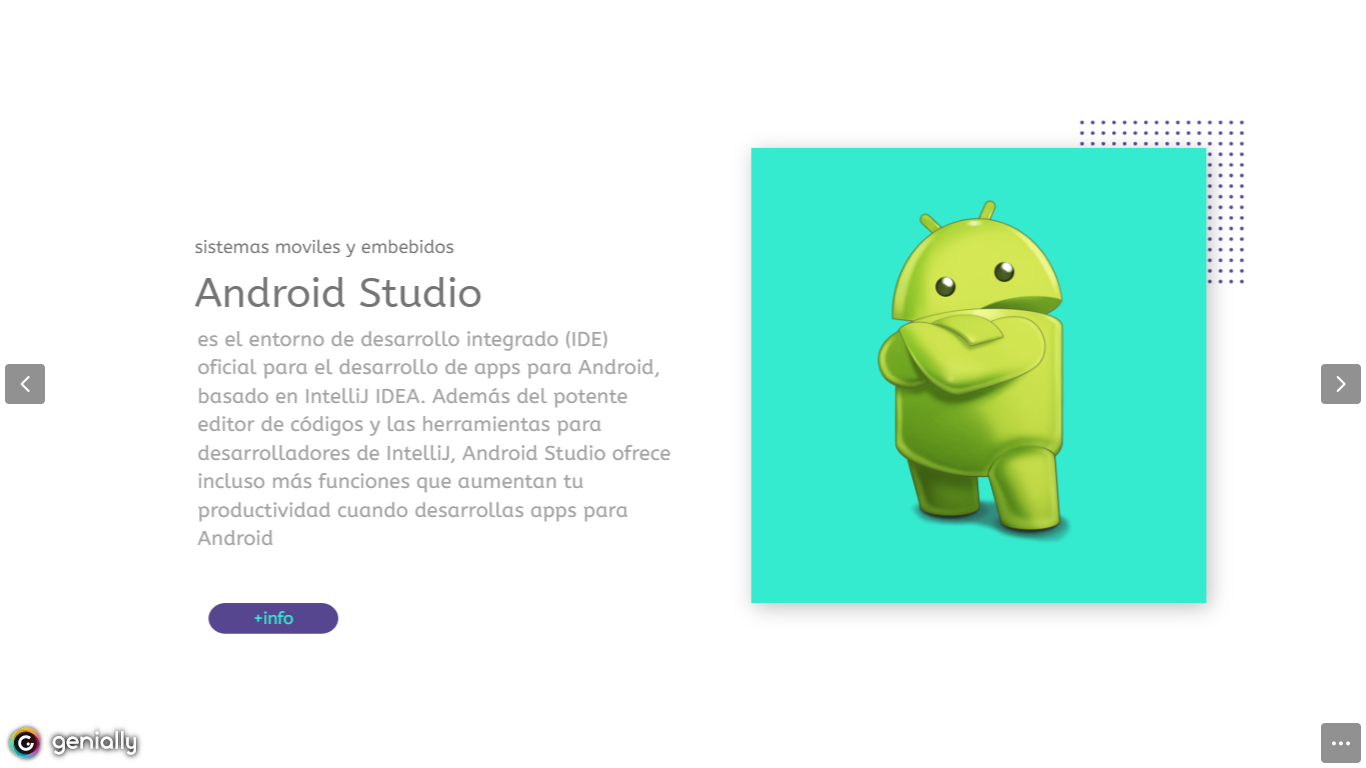 sistemas moviles y embebidos
Android Studio
es el entorno de desarrollo integrado (IDE)
oficial para el desarrollo de apps para Android,
basado en IntelliJ IDEA. Además del potente
editor de códigos y las herramientas para
desarrolladores de IntelliJ, Android Studio ofrece
incluso más funciones que aumentan tu
productividad cuando desarrollas apps para
Android
+info
genially